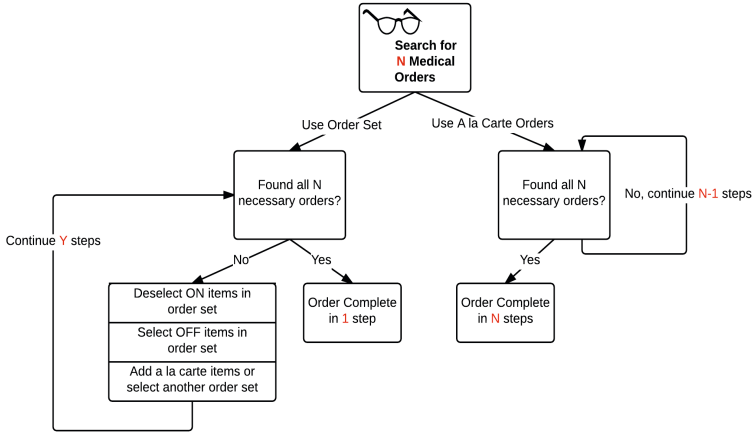 Search for
N Medical
Orders
Use Order Set
Use A la Carte Orders
Found all N
necessary orders?
Found all N
necessary orders?
No, continue N-1 steps
Continue Y steps
No
Yes
Yes
Deselect ON items in
order set
Select OFF items in
order set
Add a la carte items or
select another order set
Order Complete
in 1 step
Order Complete
in N steps